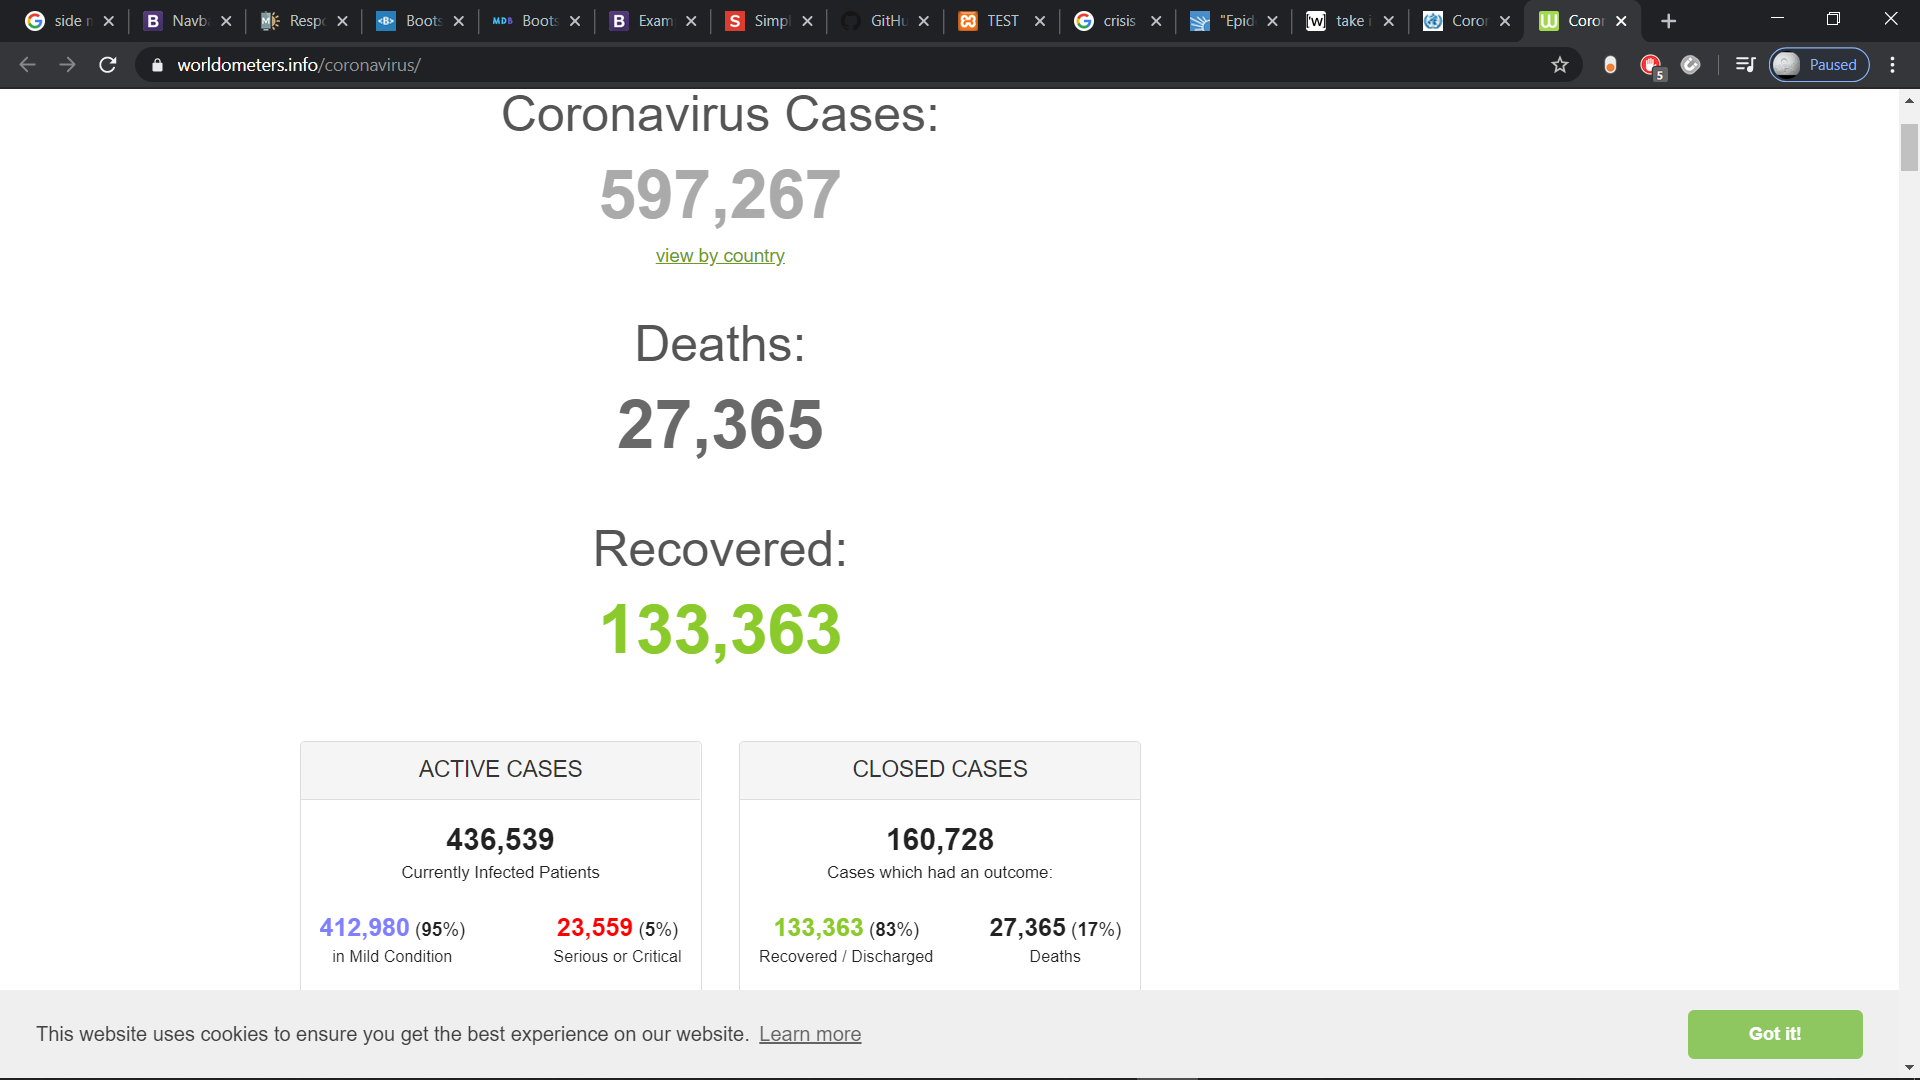 side n
Navb
Respo
Boots
MDB Boots
Exam
S Simpl
GitHu
TEST
crisis
"Epid
'W take i
Coron
Coron
worldometers.info/coronavirus/
5
Paused
Coronavirus Cases:
597,267
view by country
Deaths:
27,365
Recovered:
133,363
ACTIVE CASES
CLOSED CASES
436,539
160,728
Currently Infected Patients
Cases which had an outcome:
412,980 (95%)
23,559 (5%)
133,363 (83%)
27,365 (17%)
in Mild Condition
Serious or Critical
Recovered / Discharged
Deaths
This website uses cookies to ensure you get the best experience on our website. Learn more
Got it!